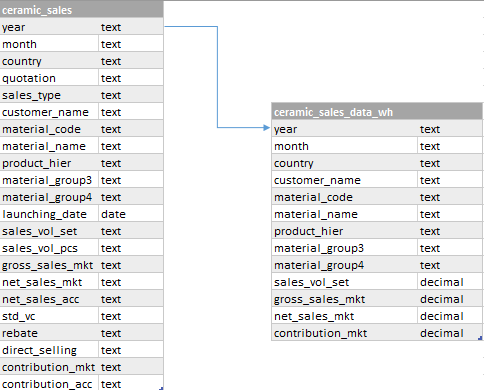 ceramic_sales
year text
month text
country text
quotation text
sales_type text
customer_name text
material_code text
material_name text
product_hier text
material_group3 text
material_group4 text
launching_date date
sales_vol_set text
sales_vol_pcs text
gross_sales_mkt text
net_sales_mkt text
net_sales_acc text
std_vc text
rebate text
direct_selling text
contribution_mkt text
contribution_acc text
ceramic_sales_data_wh
year text
month text
country text
customer_name text
material_code text
material_name text
product_hier text
material_group3 text
material_group4 text
sales_vol_set decimal
gross_sales_mkt decimal
net_sales_mkt decimal
contribution_mkt decimal